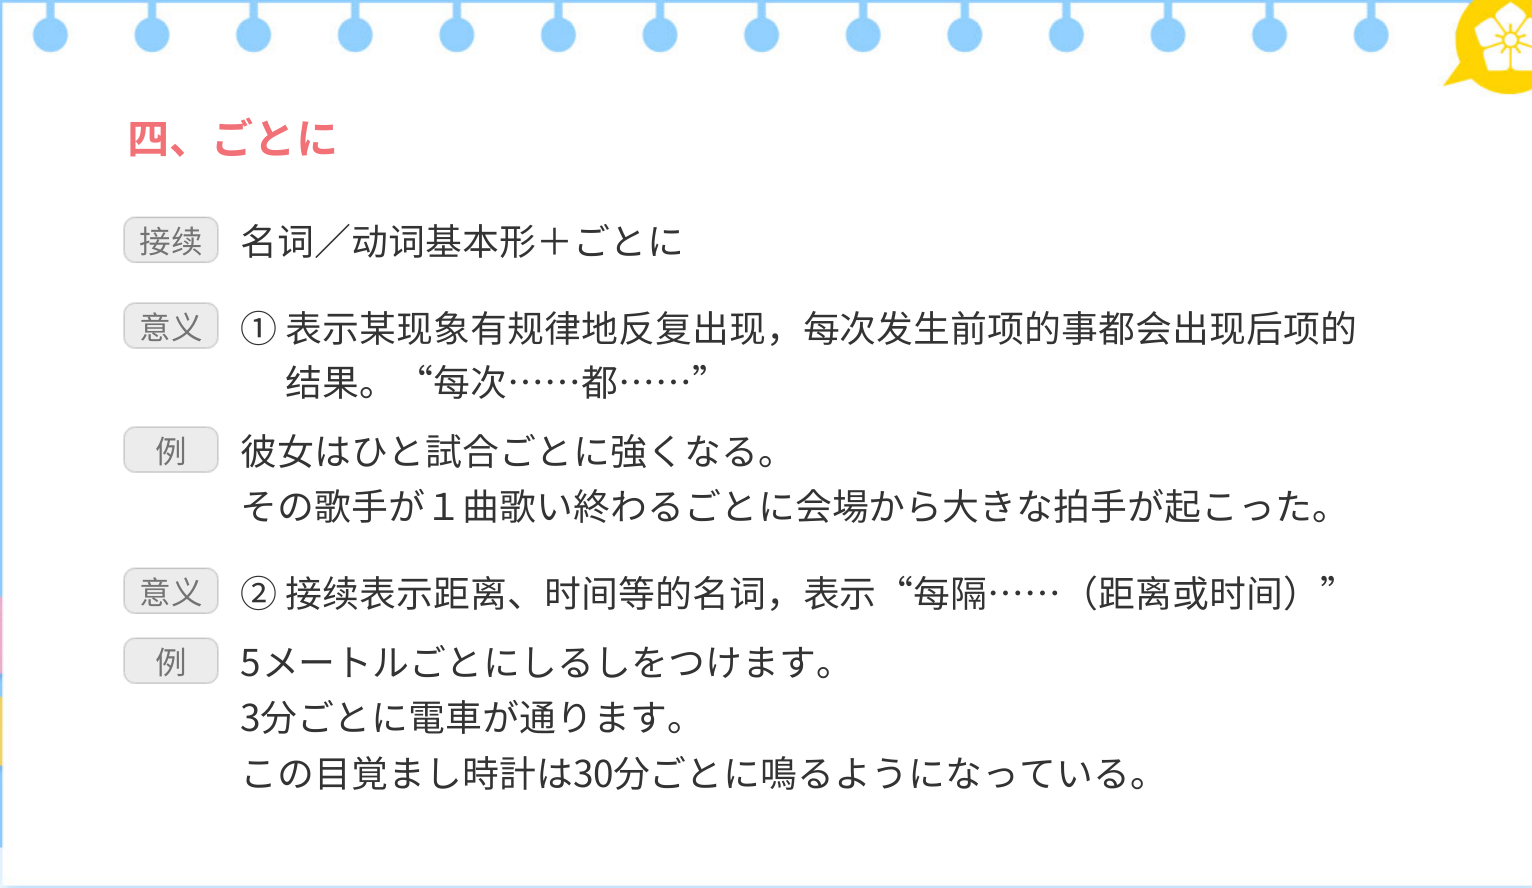 四、ごとに
接续 名词／动词基本形＋ごとに
意义 ① 表示某现象有规律地反复出现，每次发生前项的事都会出现后项的
结果。“每次……都……”
例 彼女はひと試合ごとに強くなる。
その歌手が１曲歌い終わるごとに会場から大きな拍手が起こった。
意义 ② 接续表示距离、时间等的名词，表示“每隔……（距离或时间）”
例 5メートルごとにしるしをつけます。
3分ごとに電車が通ります。
この目覚まし時計は30分ごとに鳴るようになっている。